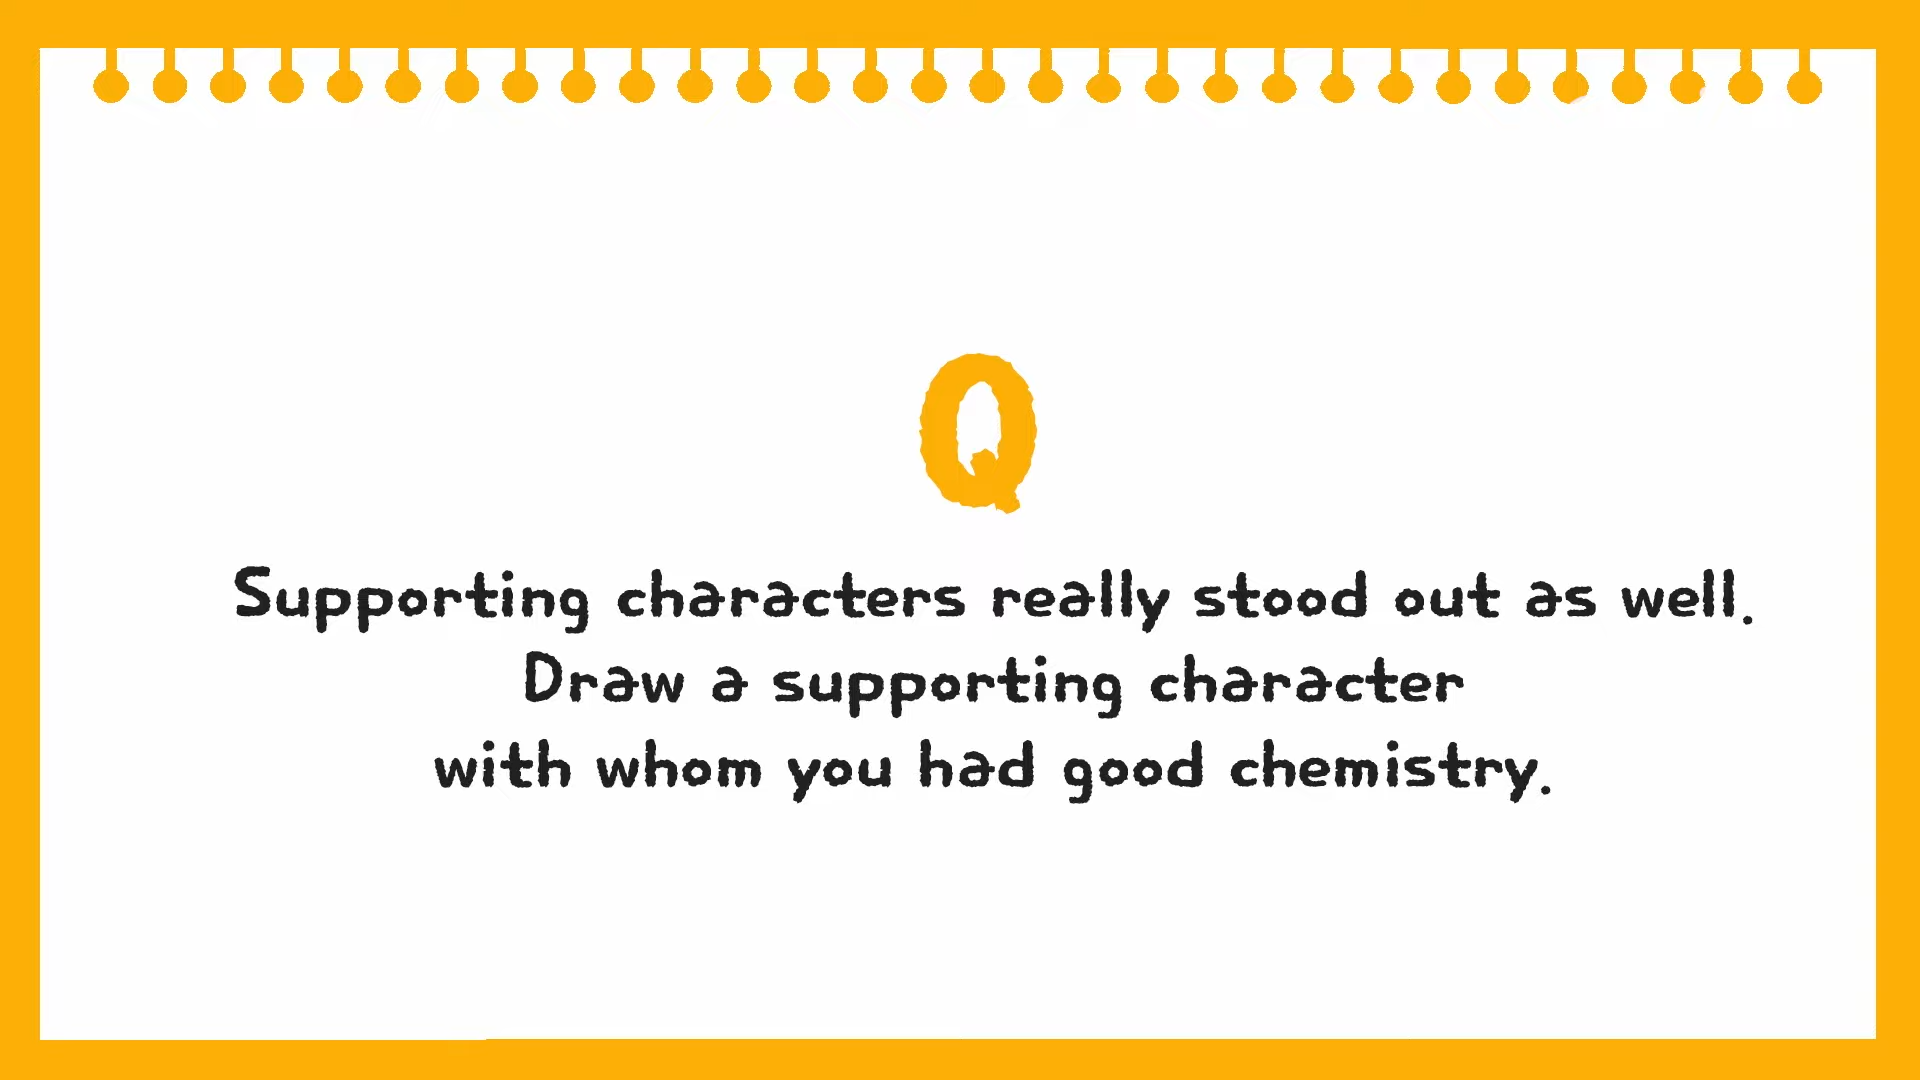 Q
Supporting characters really stood out as well.
Draw a supporting character
with whom you had good chemistry.